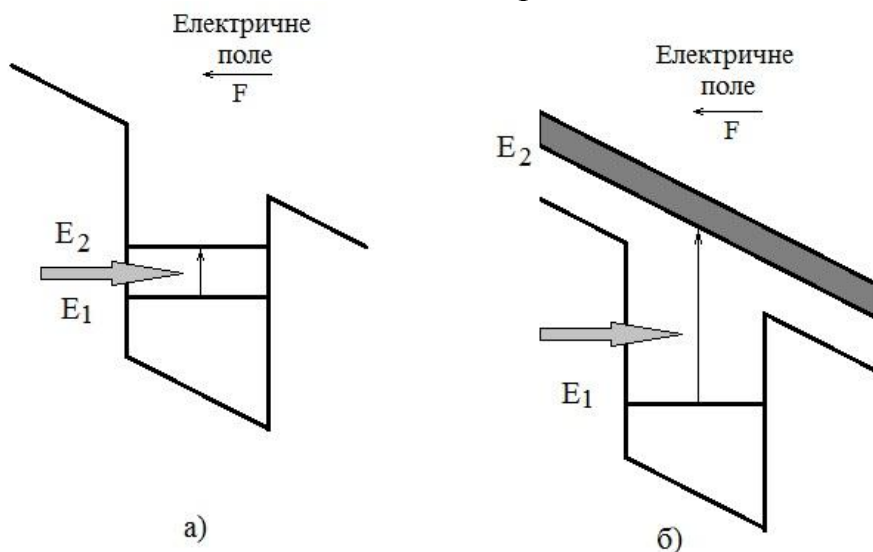 Електричне
поле
F
E2
E1
а)
Електричне
поле
F
E2
E1
б)